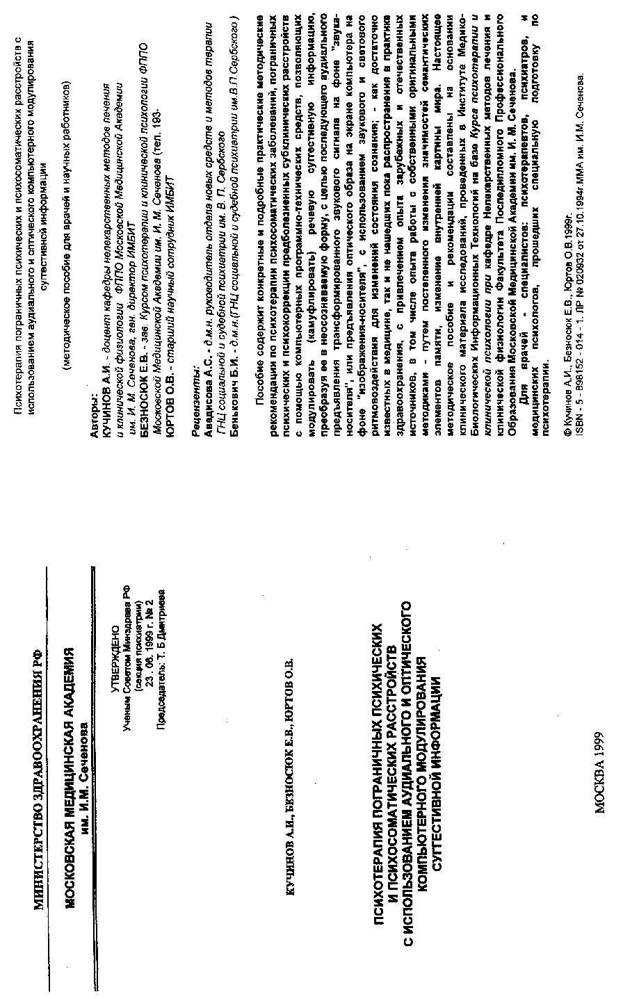 МИНИСТЕРСТВО ЗДРАВООХРАНЕНИЯ РФ
МОСКОВСКАЯ МЕДИЦИНСКАЯ АКАДЕМИЯ
им. И.М. Сеченова
УТВЕРЖДЕНО
Ученым Советом Минздрава РФ
(секция психиатрии)
23 . 06. 1999 г. № 2
Председатель: Т. Б Дмитриева
КУЧИНОВ А.И., БЕЗНОСЮК Е.В., ЮРТОВ О.В.
ПСИХОТЕРАПИЯ ПОГРАНИЧНЫХ ПСИХИЧЕСКИХ
И ПСИХОСОМАТИЧЕСКИХ РАССТРОЙСТВ
С ИСПОЛЬЗОВАНИЕМ АУДИАЛЬНОГО И ОПТИЧЕСКОГО
КОМПЬЮТЕРНОГО МОДУЛИРОВАНИЯ
СУГГЕСТИВНОЙ ИНФОРМАЦИИ
МОСКВА 1999
Психотерапия пограничных психических и психосоматических расстройств с
использованием аудиального и оптического компьютерного модулирования
суггестивной информации
(методическое пособие для врачей и научных работников)
Авторы:
КУЧИНОВ А.И. - доцент кафедры нелекарственных методов лечения
и клинической физиологии ФППО Московской Медицинской Академии
им. И. М. Сеченова, ген. директор ИМБИТ
БЕЗНОСЮК Е.В. - зав. Курсом психотерапии и клинической психологии ФППО
Московской Медицинской Академии им. И. М. Сеченова (тел. 193-
ЮРТОВ О.В. - старший научный сотрудник ИМБИТ
Рецензенты:
Аведисова А.С. - д.м.н. руководитель отдела новых средств и методов терапии
ГНЦ социальной и судебной психиатрии им. В. П. Сербского
Бенькович Б.И. - д.м.н.(ГНЦ социальной и судебной психиатрии им.В.П.Сербского )
Пособие содержит конкретные и подробные практические методические
рекомендации по психотерапии психосоматических заболеваний, пограничных
психических и психокоррекции предболезненных субклинических расстройств
с помощью компьютерных программно-технических средств, позволяющих
модулировать (камуфлировать) речевую суггестивную информацию,
преобразуя ее в неосознаваемую форму, с целью последующего аудиального
предъявления трансформированного звукового сигнала на фоне "звука-
носителя", или предъявления оптического образа на экране компьютера на
фоне "изображения-носителя", с использованием звукового и светового
ритмовоздействия для изменений состояния сознания; - как достаточно
известных в медицине, так и не нашедших пока распространения в практике
здравоохранения, с привлечением опыта зарубежных и отечественных
источников, в том числе опыта работы с собственными оригинальными
методиками - путем постепенного изменения значимостей семантических
элементов памяти, изменение внутренней картины мира. Настоящее
методическое пособие и рекомендации составлены на основании
клинического материала исследований, проведенных в Институте Медико-
Биологических Информационных Технологий на базе Курса психотерапии и
клинической психологии при кафедре Нелекарственных методов лечения и
клинической физиологии Факультета Последипломного Профессионального
Образования Московской Медицинской Академии им. И. М. Сеченова.
Для врачей - специалистов: психотерапевтов, психиатров, и
медицинских психологов, прошедших специальную подготовку по
психотерапии.
© Кучинов А.И., Безносюк Е.В., Юртов О.В.1999г.
ISBN - 5 - 898152 - 014 - 1. ЛР № 020932 от 27.10.1994г.ММА им. И.М. Сеченова.